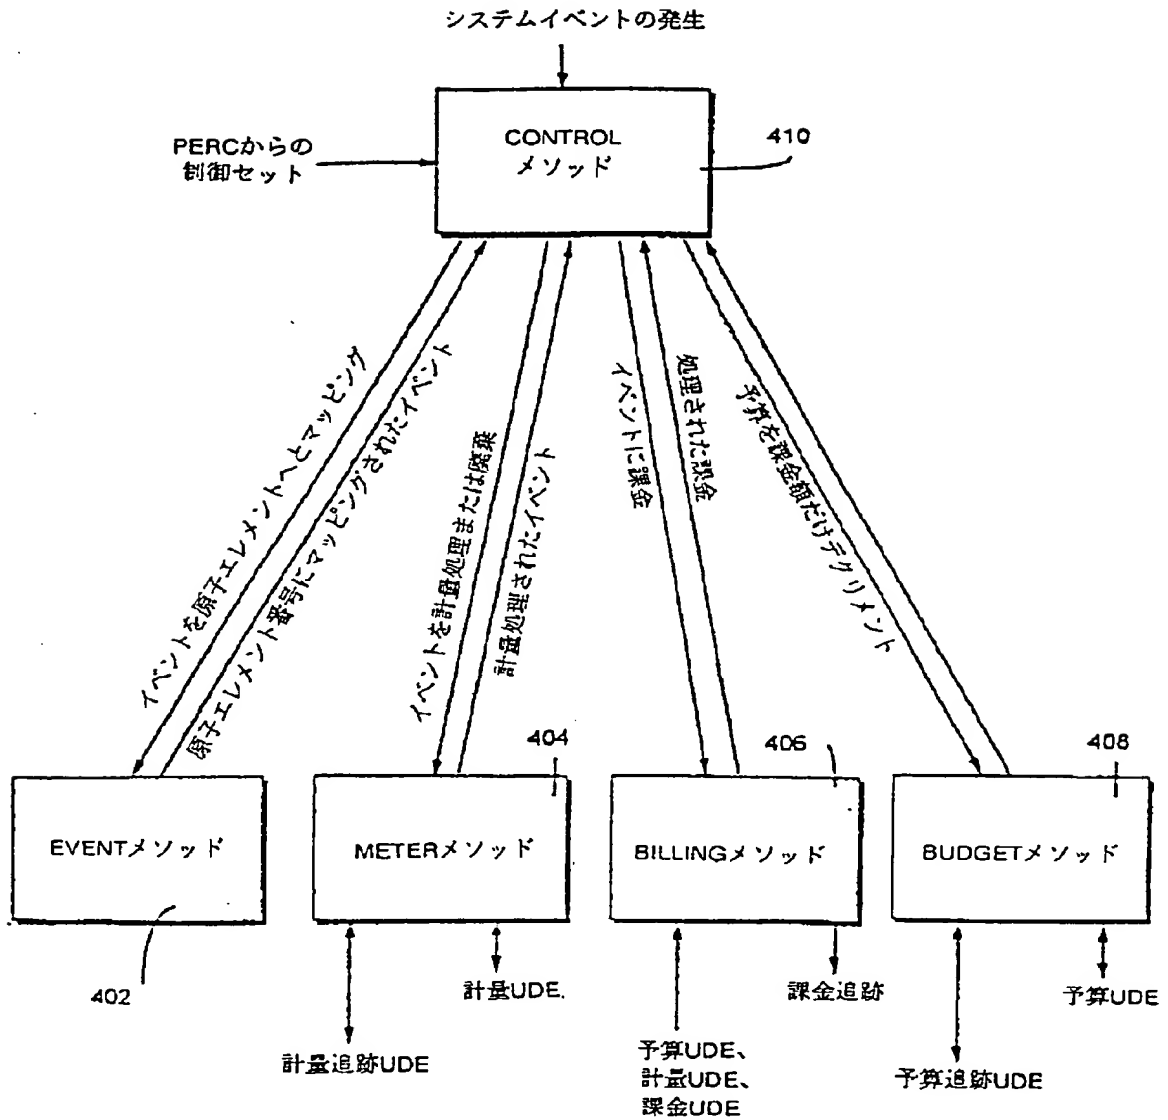 システムイベントの発生
CONTROL
メソッド
410
PERCからの
制御セット
イベントを原子エレメントへとマッピング
原子エレメント番号にマッピングされたイベント
イベントを計量処理または廃棄
計量処理されたイベント
イベントに課金
処理された課金
予算を課金額だけデクリメント
404
406
408
EVENTメソッド
METERメソッド
BILLINGメソッド
BUDGETメソッド
402
計量UDE.
課金追跡
予算UDE
計量追跡UDE
予算UDE、
計量UDE、
課金UDE
予算追跡UDE